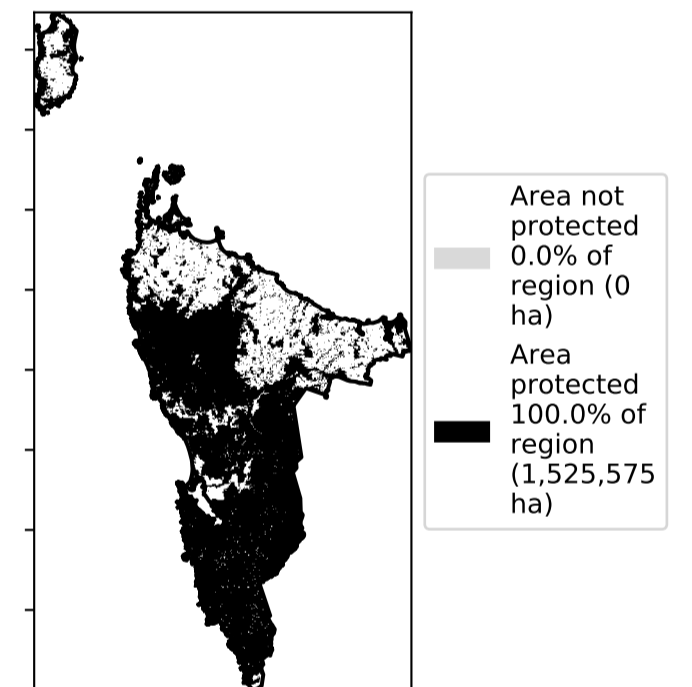 Area not
protected
0.0% of
region (0
ha)
Area
protected
100.0% of
region
(1,525,575
ha)